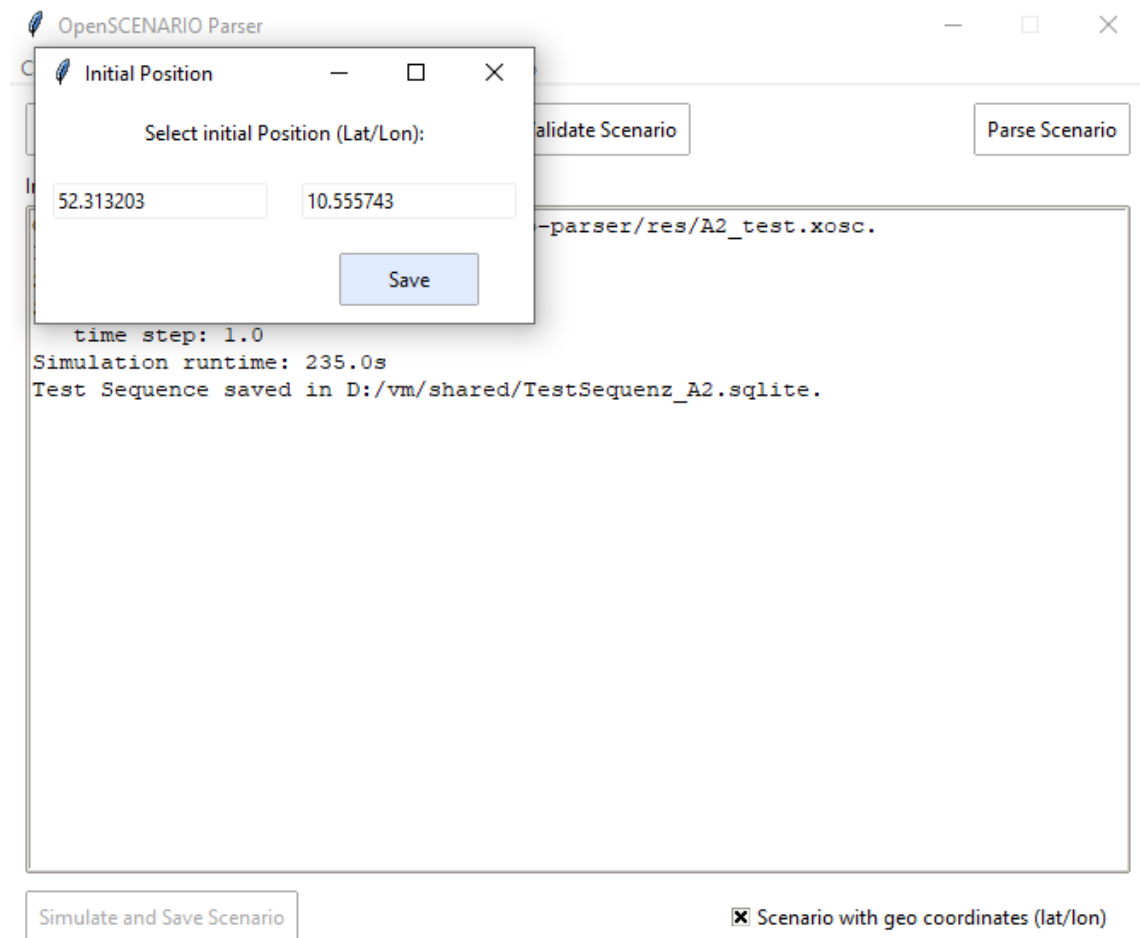 OpenSCENARIO Parser
Initial Position
Select initial Position (Lat/Lon):
Validate Scenario
Parse Scenario
52.313203
10.555743
-parser/res/A2_test.xosc.
Save
time step: 1.0
Simulation runtime: 235.0s
Test Sequence saved in D:/vm/shared/TestSequenz_A2.sqlite.
Simulate and Save Scenario
Scenario with geo coordinates (lat/lon)